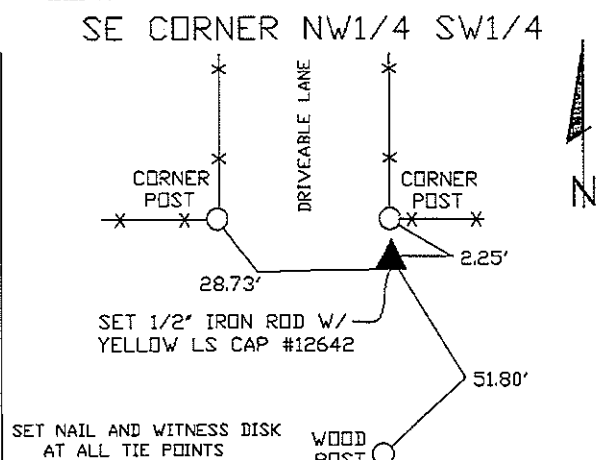 SE CORNER NW1/4 SW1/4
DRIVEABLE LANE
CORNER
POST
CORNER
POST
N
2.25'
28.73'
SET 1/2" IRON ROD W/
YELLOW LS CAP #12642
51.80'
SET NAIL AND WITNESS DISK
AT ALL TIE POINTS
WOOD
POST